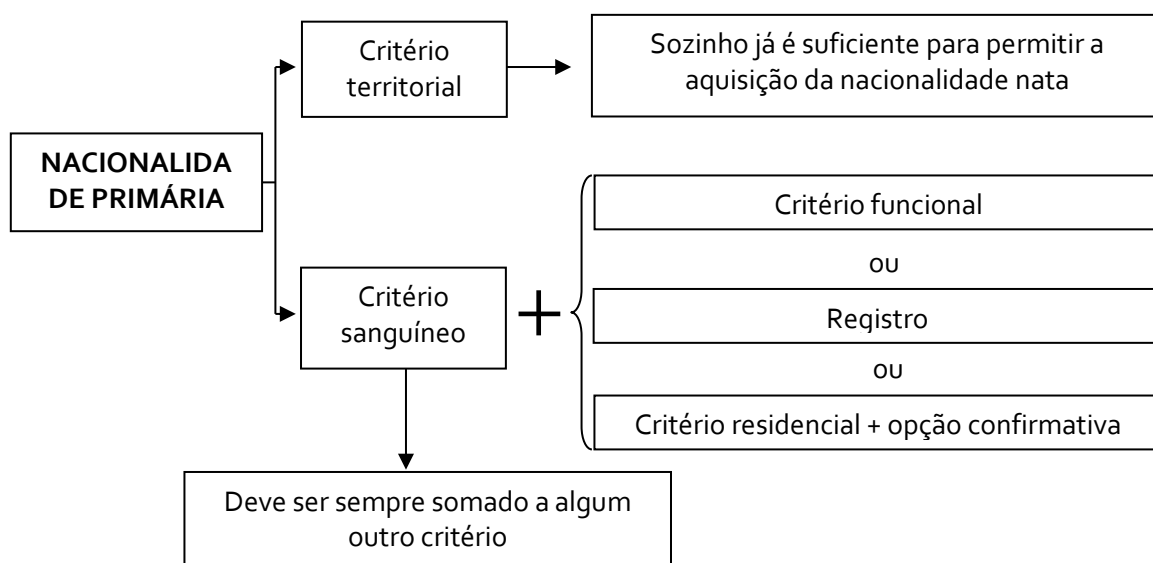 Critério
territorial
Sozinho já é suficiente para permitir a
aquisição da nacionalidade nata
NACIONALIDA
DE PRIMÁRIA
Critério
sanguíneo
+
Critério funcional
ou
Registro
ou
Critério residencial + opção confirmativa
Deve ser sempre somado a algum
outro critério